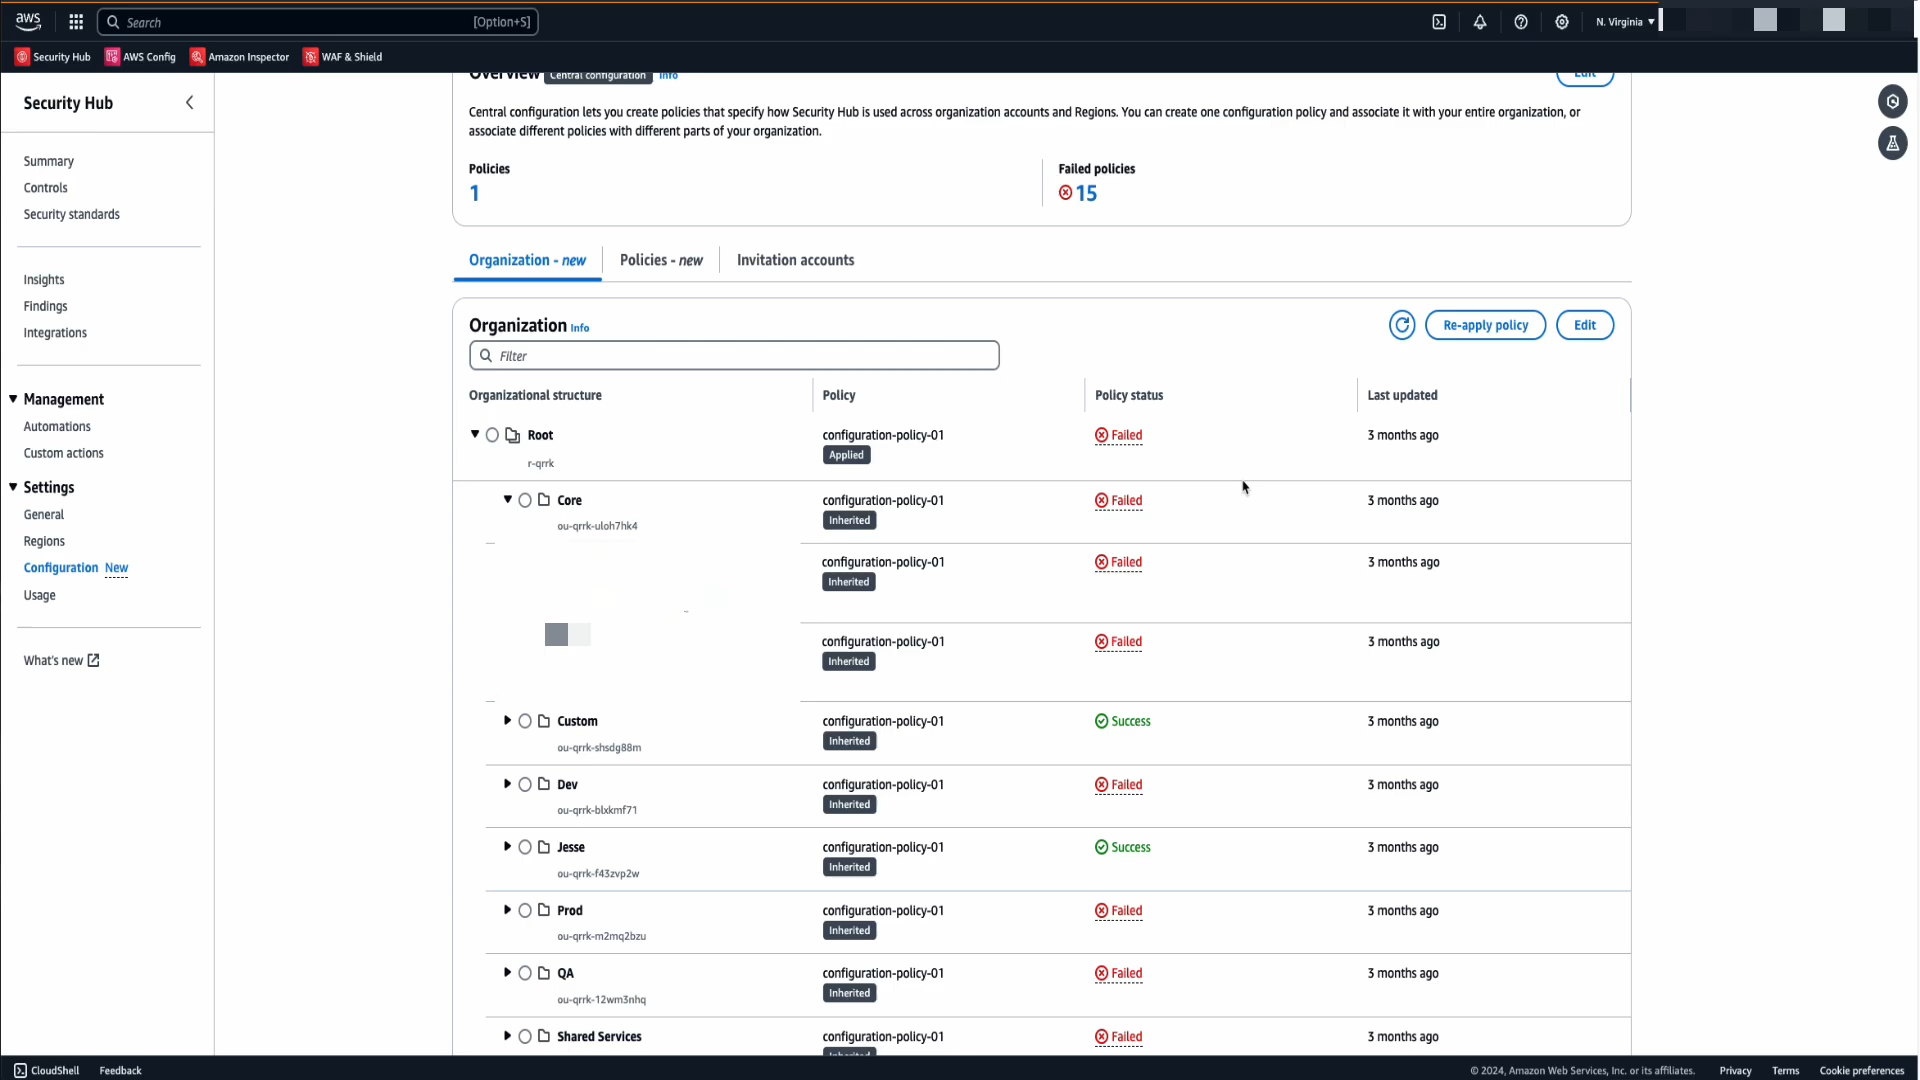 aws
Search [Option+S]
N. Virginia
Security Hub AWS Config Amazon Inspector WAF & Shield
Security Hub
Summary
Controls
Security standards
Insights
Findings
Integrations
Management
Automations
Custom actions
Settings
General
Regions
Configuration New
Usage
What's new
Overview Central configuration Info Edit
Central configuration lets you create policies that specify how Security Hub is used across organization accounts and Regions. You can create one configuration policy and associate it with your entire organization, or
associate different policies with different parts of your organization.
Policies
1
Failed policies
15
Organization - new Policies - new Invitation accounts
Organization Info
Re-apply policy Edit
Filter
Organizational structure Policy Policy status Last updated
Root configuration-policy-01 Failed 3 months ago
Applied
r-qrrk
Core configuration-policy-01 Failed 3 months ago
Inherited
ou-qrrk-uloh7hk4
configuration-policy-01 Failed 3 months ago
Inherited
configuration-policy-01 Failed 3 months ago
Inherited
Custom configuration-policy-01 Success 3 months ago
Inherited
ou-qrrk-shsdg88m
Dev configuration-policy-01 Failed 3 months ago
Inherited
ou-qrrk-blxkmf71
Jesse configuration-policy-01 Success 3 months ago
Inherited
ou-qrrk-f43zvp2w
Prod configuration-policy-01 Failed 3 months ago
Inherited
ou-qrrk-m2mq2bzu
QA configuration-policy-01 Failed 3 months ago
Inherited
ou-qrrk-12wm3nhq
Shared Services configuration-policy-01 Failed 3 months ago
Inherited
CloudShell Feedback © 2024, Amazon Web Services, Inc. or its affiliates. Privacy Terms Cookie preferences